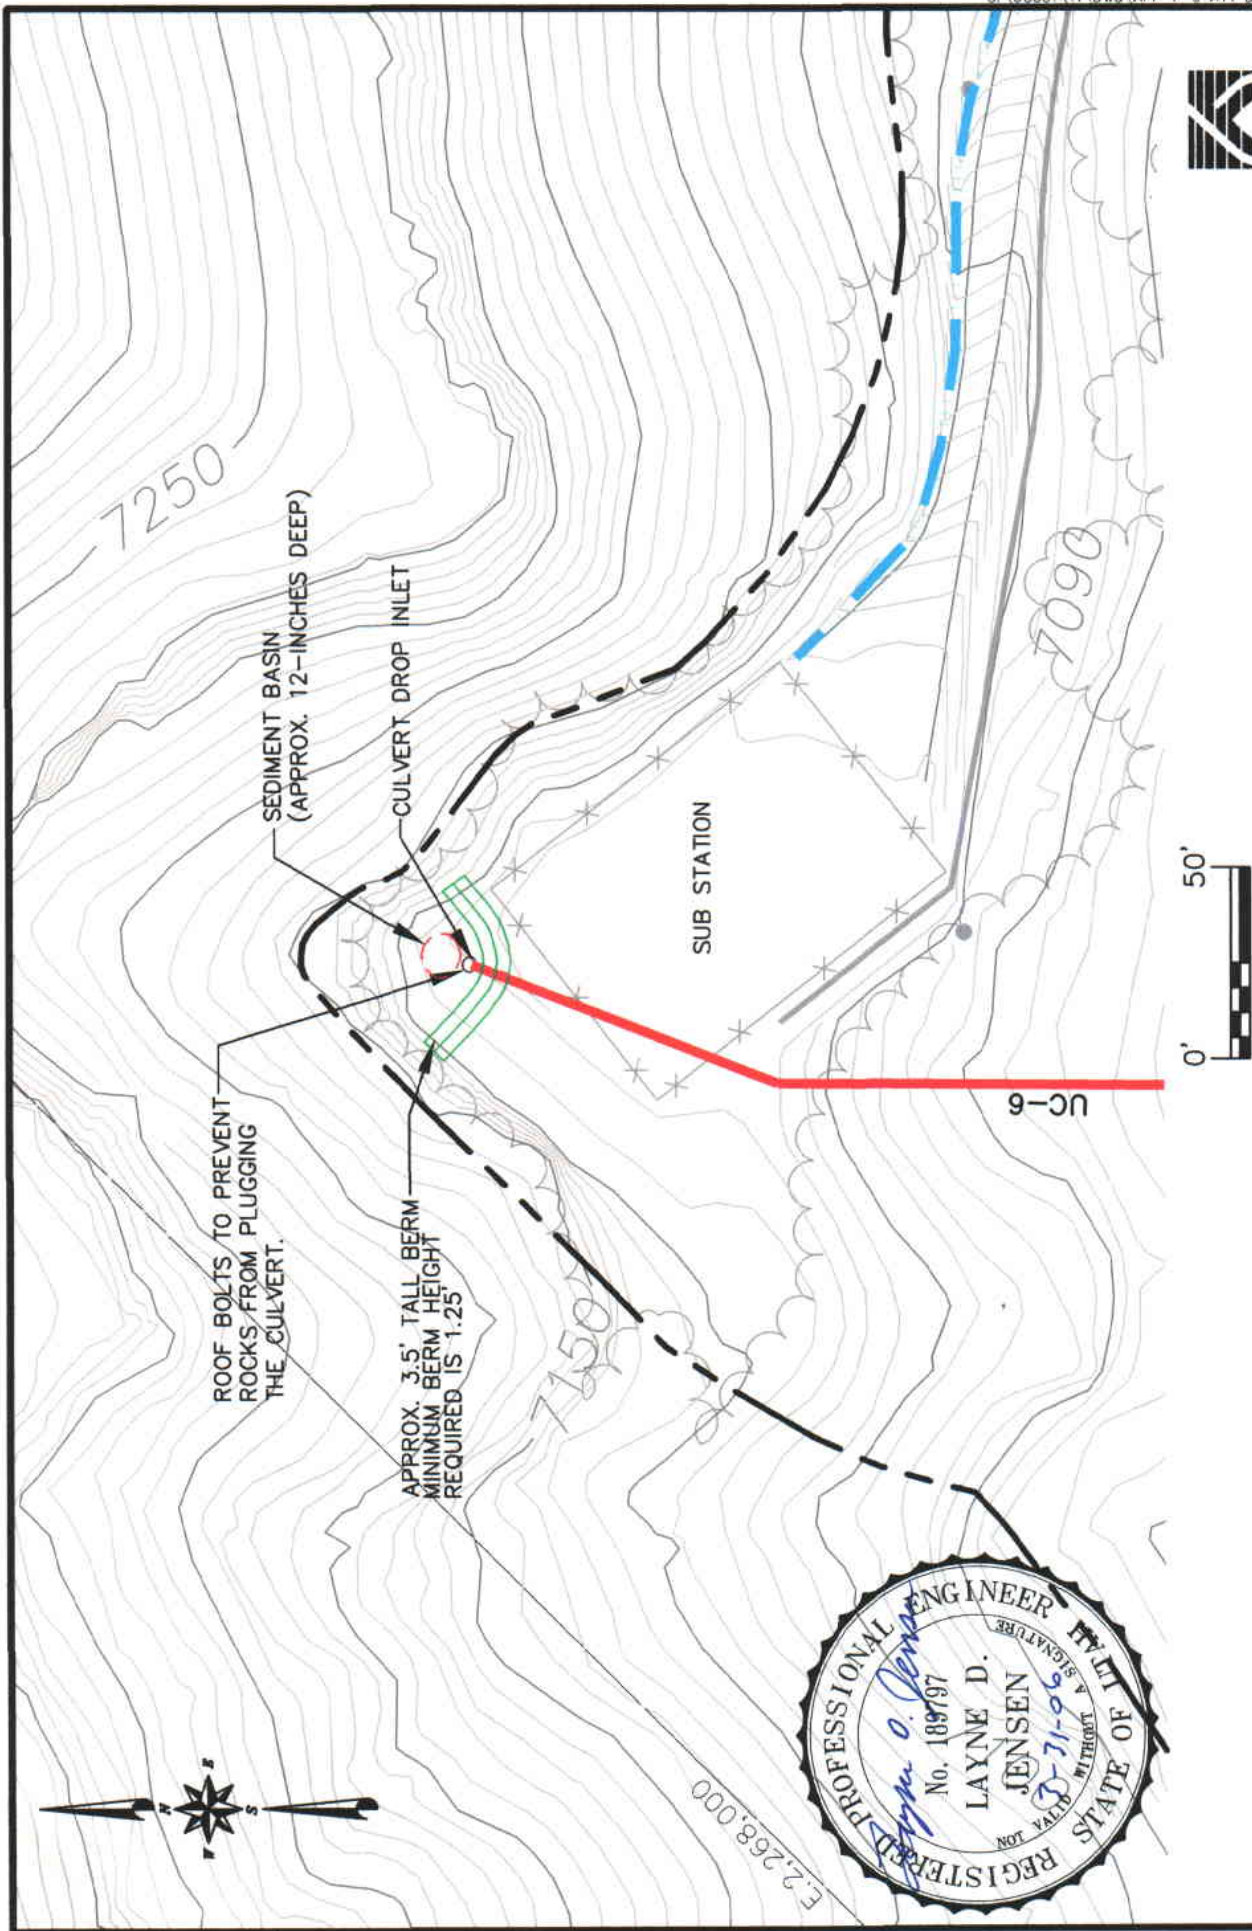 7250
SEDIMENT BASIN
(APPROX. 12-INCHES DEEP)
CULVERT DROP INLET
ROOF BOLTS TO PREVENT
ROCKS FROM PLUGGING
THE CULVERT.
APPROX. 3.5' TALL BERM
MINIMUM BERM HEIGHT
REQUIRED IS 1.25'
7150
SUB STATION
7090
UC-6
0' 50'
E.2,268,000
N
W E
S
REGISTERED PROFESSIONAL ENGINEER
No. 189797
LAYNE D.
JENSEN
3-31-06
NOT VALID WITHOUT A SIGNATURE
STATE OF UTAH